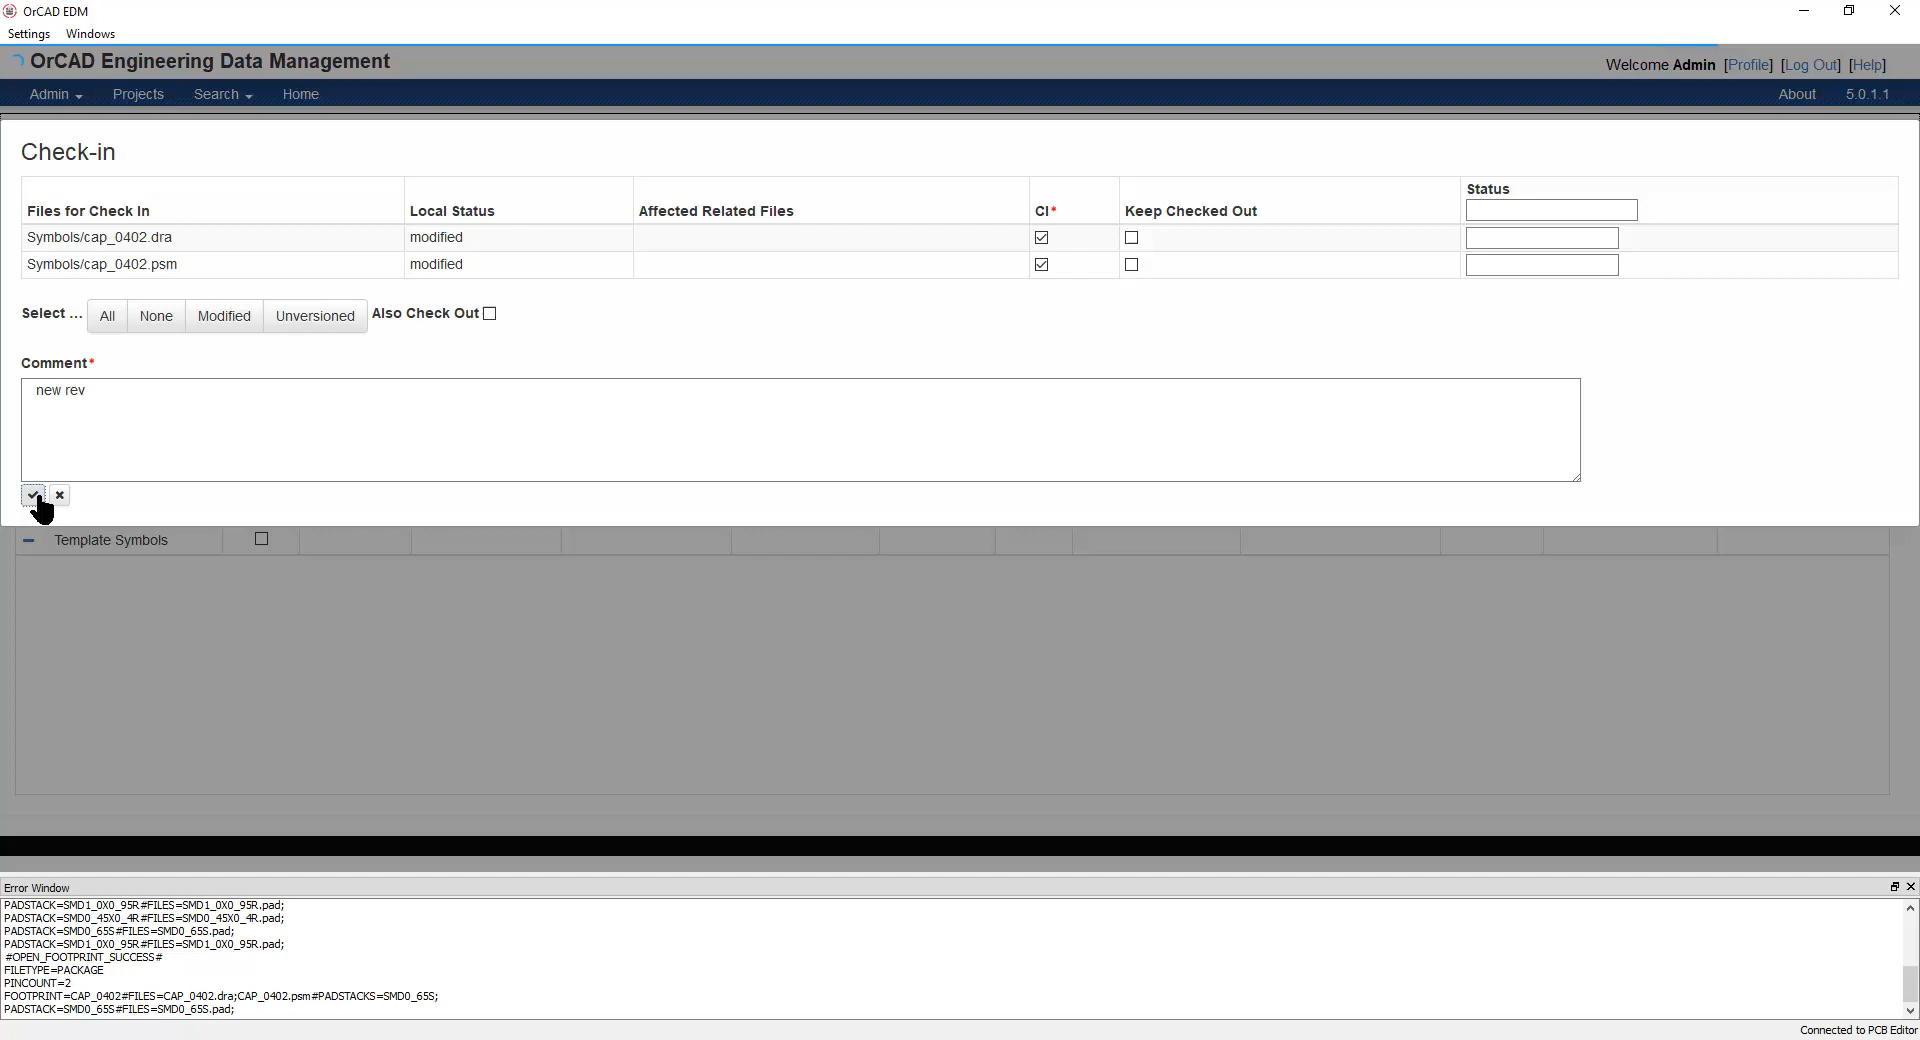 OrCAD EDM
Settings Windows
OrCAD Engineering Data Management
Welcome Admin [Profile] [Log Out] [Help]
Admin Projects Search Home About 5.0.1.1
Check-in
Files for Check In Local Status Affected Related Files CI* Keep Checked Out Status
Symbols/cap_0402.dra modified
Symbols/cap_0402.psm modified
Select ... All None Modified Unversioned Also Check Out
Comment*
new rev
Template Symbols
Error Window
PADSTACK=SMD1_0X0_95R#FILES=SMD1_0X0_95R.pad;
PADSTACK=SMD0_45X0_4R#FILES=SMD0_45X0_4R.pad;
PADSTACK=SMD0_65S#FILES=SMD0_65S.pad;
PADSTACK=SMD1_0X0_95R#FILES=SMD1_0X0_95R.pad;
#OPEN_FOOTPRINT_SUCCESS#
FILETYPE=PACKAGE
PINCOUNT=2
FOOTPRINT=CAP_0402#FILES=CAP_0402.dra;CAP_0402.psm#PADSTACKS=SMD0_65S;
PADSTACK=SMD0_65S#FILES=SMD0_65S.pad;
Connected to PCB Editor